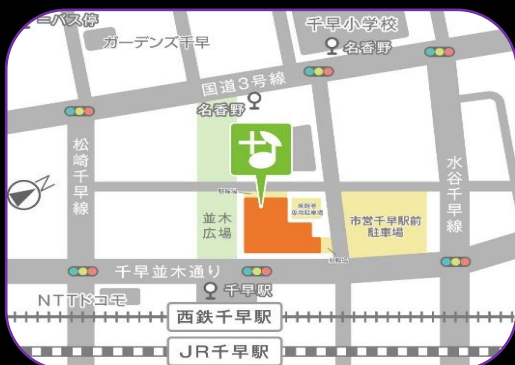 ーバス停
ガーデンズ千早
千早小学校
名香野
国道3号線
名香野
松崎千早線
水谷千早線
並木
広場
市営千早駅前
駐車場
千早並木通り
千早駅
NTTドコモ
西鉄千早駅
JR千早駅